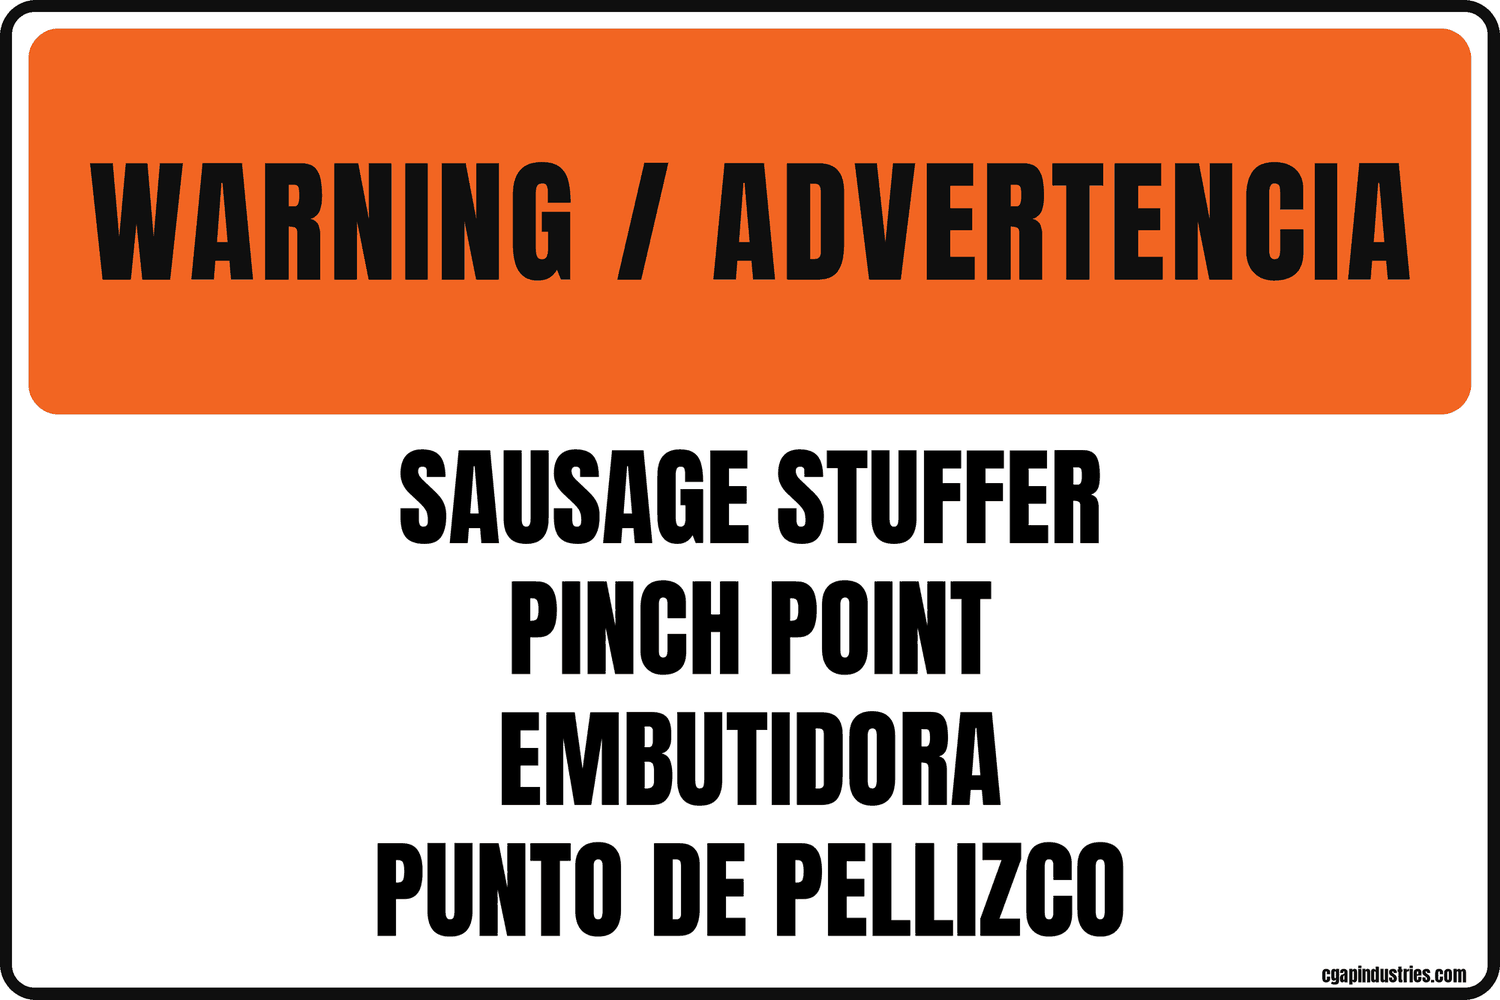 WARNING / ADVERTENCIA
SAUSAGE STUFFER
PINCH POINT
EMBUTIDORA
PUNTO DE PELLIZCO
cgapindustries.com